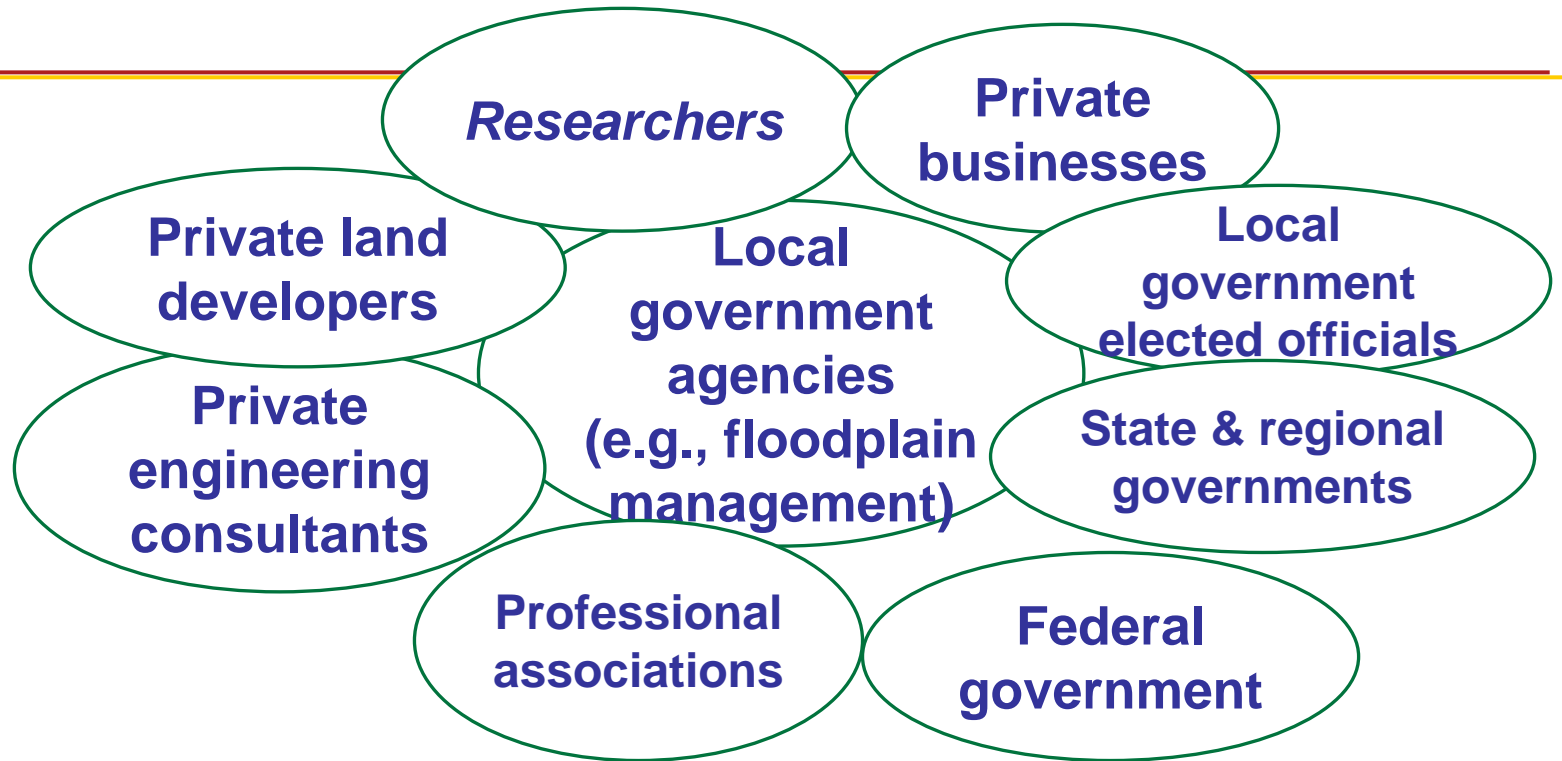 Researchers
Private
businesses
Private land
developers
Local
government
agencies
(e.g., floodplain
management)
Local
government
elected officials
Private
engineering
consultants
State & regional
governments
Professional
associations
Federal
government